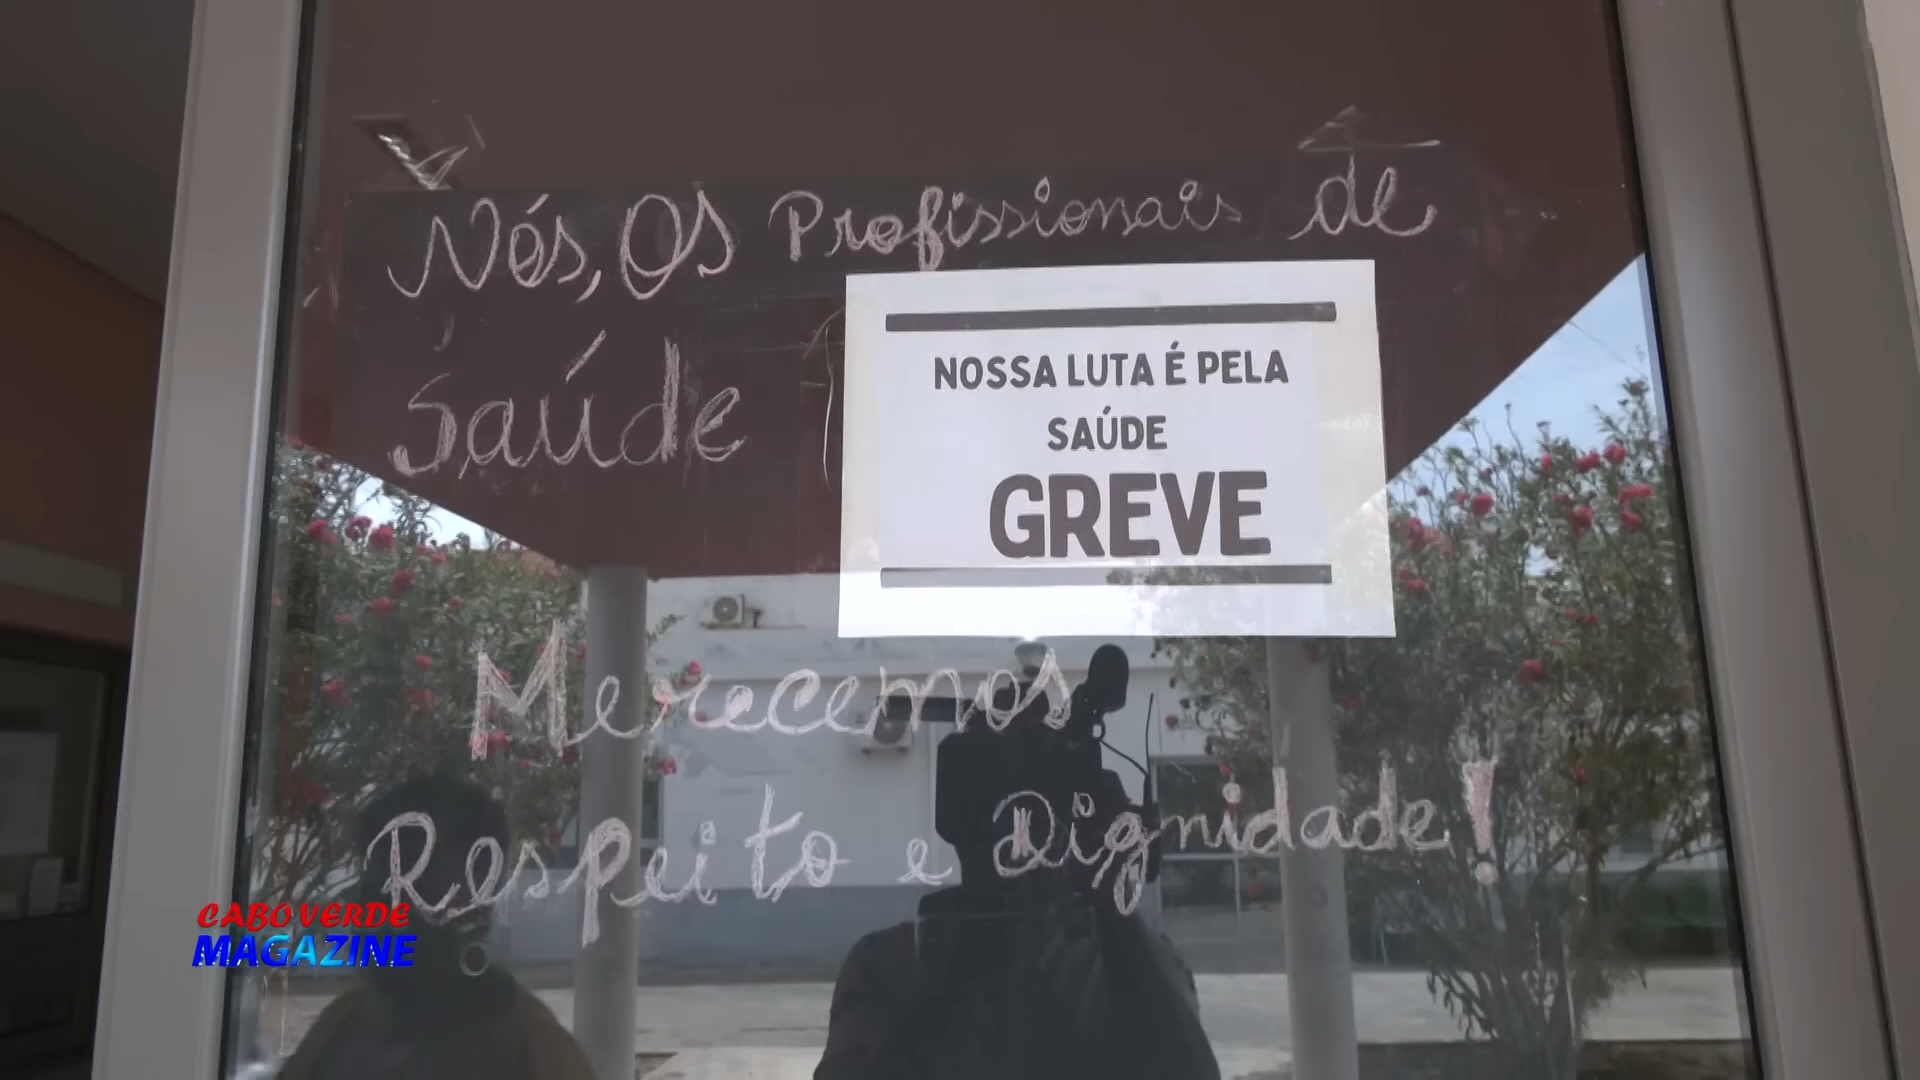 Nós, Os Profissionais de
Saúde
NOSSA LUTA É PELA
SAÚDE
GREVE
Merecemos
Respeito e Dignidade!
CABO VERDE
MAGAZINE